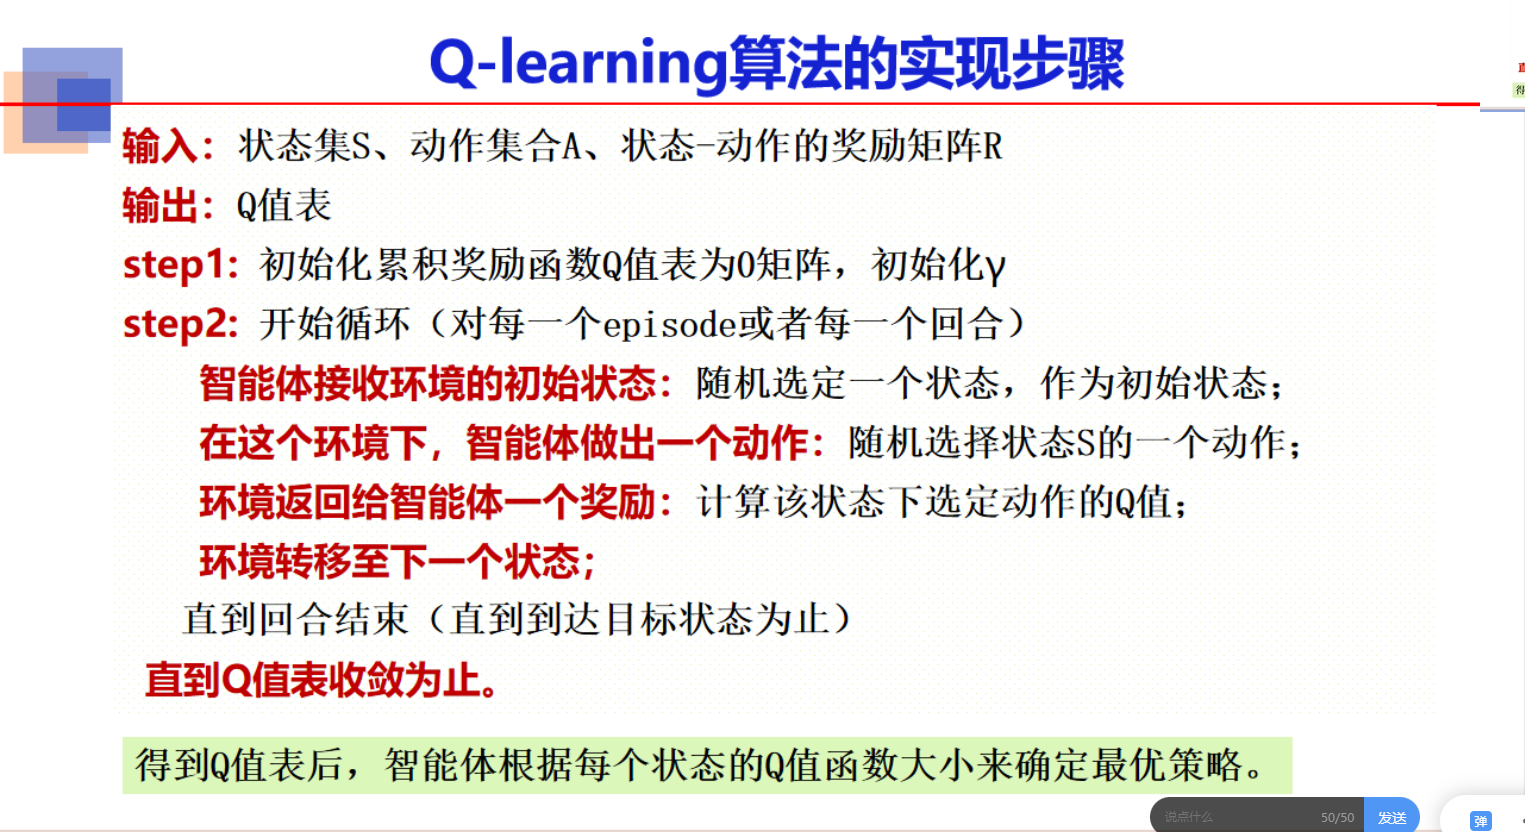 Q-learning算法的实现步骤
输入：状态集S、动作集合A、状态-动作的奖励矩阵R
输出：Q值表
step1: 初始化累积奖励函数Q值表为0矩阵，初始化γ
step2: 开始循环（对每一个episode或者每一个回合）
智能体接收环境的初始状态：随机选定一个状态，作为初始状态；
在这个环境下，智能体做出一个动作：随机选择状态S的一个动作；
环境返回给智能体一个奖励：计算该状态下选定动作的Q值；
环境转移至下一个状态；
直到回合结束（直到到达目标状态为止）
直到Q值表收敛为止。
得到Q值表后，智能体根据每个状态的Q值函数大小来确定最优策略。
说点什么 50/50 发送 弹